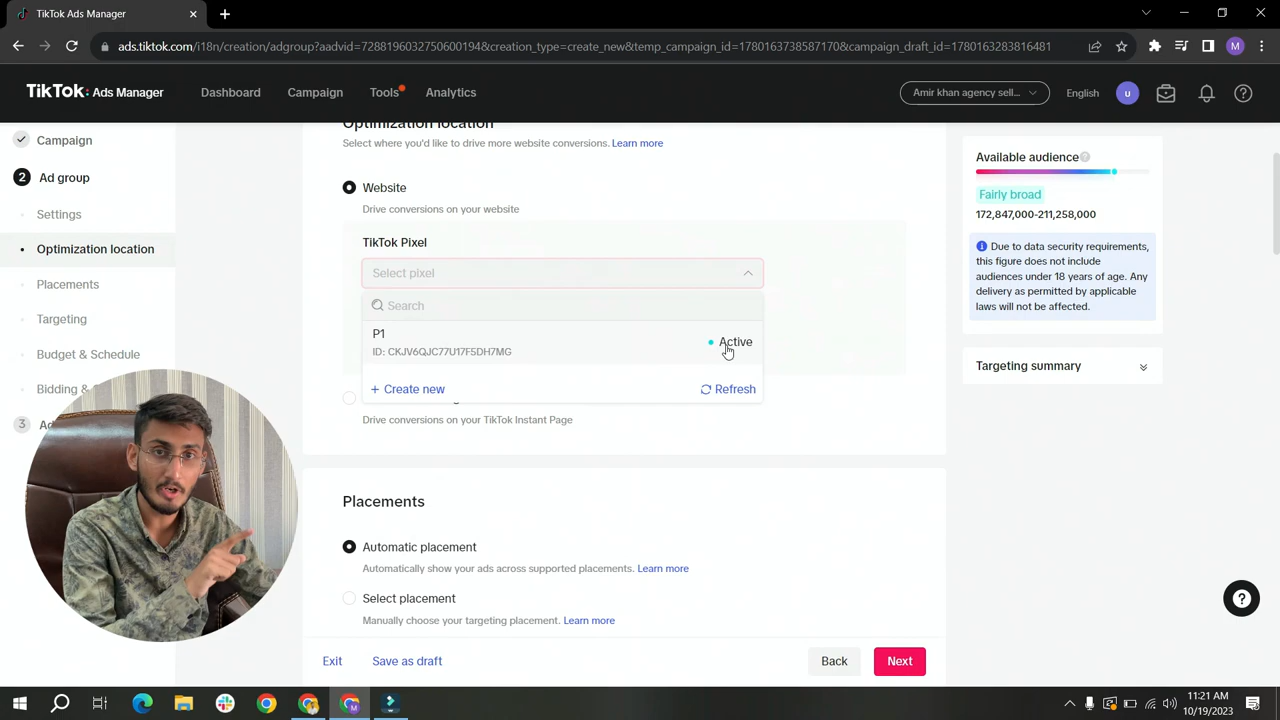 TikTok Ads Manager
ads.tiktok.com/i18n/creation/adgroup?aadvid=7288196032750600194&creation_type=create_new&temp_campaign_id=1780163738587170&campaign_draft_id=1780163283816481
M
TikTok: Ads Manager
Dashboard
Campaign
Tools
Analytics
Amir khan agency sell...
English
u
Campaign
2 Ad group
Settings
Optimization location
Placements
Targeting
Budget & Schedule
Bidding &
3
Optimization location
Select where you'd like to drive more website conversions. Learn more
Website
Drive conversions on your website
TikTok Pixel
Select pixel
Search
P1
ID: CKJV6QJC77U17F5DH7MG
Active
+ Create new
Refresh
Drive conversions on your TikTok Instant Page
Placements
Automatic placement
Automatically show your ads across supported placements. Learn more
Select placement
Manually choose your targeting placement. Learn more
Exit
Save as draft
Back
Next
Available audience
Fairly broad
172,847,000-211,258,000
Due to data security requirements,
this figure does not include
audiences under 18 years of age. Any
delivery as permitted by applicable
laws will not be affected.
Targeting summary
11:21 AM
10/19/2023